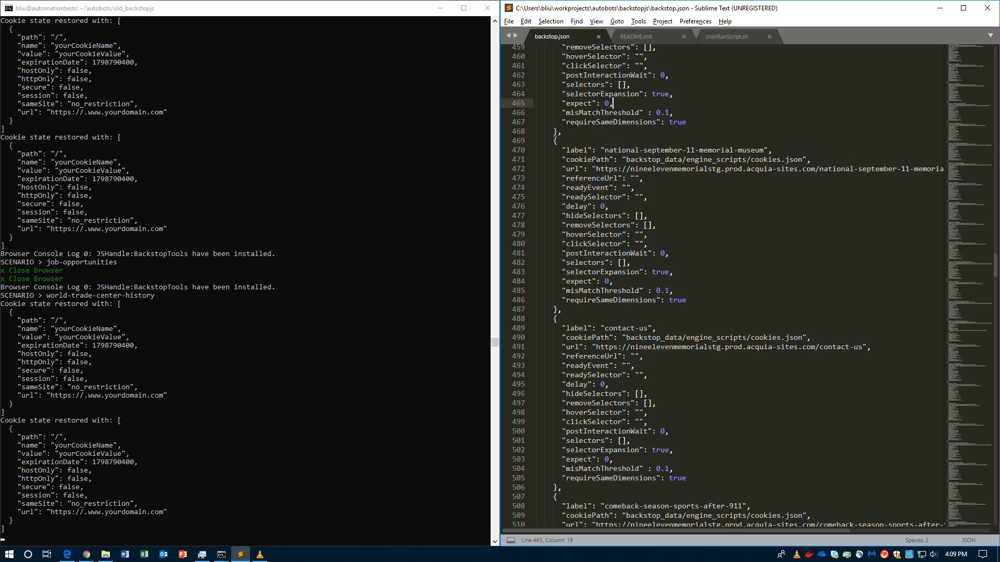 bliu@automationtests: ~/autobots/old_backstopjs
Cookie state restored with: [
  {
    "path": "/",
    "name": "yourCookieName",
    "value": "yourCookieValue",
    "expirationDate": 1798790400,
    "hostOnly": false,
    "httpOnly": false,
    "secure": false,
    "session": false,
    "sameSite": "no_restriction",
    "url": "https://.www.yourdomain.com"
  }
]
Cookie state restored with: [
  {
    "path": "/",
    "name": "yourCookieName",
    "value": "yourCookieValue",
    "expirationDate": 1798790400,
    "hostOnly": false,
    "httpOnly": false,
    "secure": false,
    "session": false,
    "sameSite": "no_restriction",
    "url": "https://.www.yourdomain.com"
  }
]
Browser Console Log 0: JSHandle:BackstopTools have been installed.
SCENARIO > job-opportunities
x Close Browser
x Close Browser
Browser Console Log 0: JSHandle:BackstopTools have been installed.
SCENARIO > world-trade-center-history
Cookie state restored with: [
  {
    "path": "/",
    "name": "yourCookieName",
    "value": "yourCookieValue",
    "expirationDate": 1798790400,
    "hostOnly": false,
    "httpOnly": false,
    "secure": false,
    "session": false,
    "sameSite": "no_restriction",
    "url": "https://.www.yourdomain.com"
  }
]
Cookie state restored with: [
  {
    "path": "/",
    "name": "yourCookieName",
    "value": "yourCookieValue",
    "expirationDate": 1798790400,
    "hostOnly": false,
    "httpOnly": false,
    "secure": false,
    "session": false,
    "sameSite": "no_restriction",
    "url": "https://.www.yourdomain.com"
  }
]
C:\Users\bliu\workprojects\autobots\backstopjs\backstop.json - Sublime Text (UNREGISTERED)
File Edit Selection Find View Goto Tools Project Preferences Help
backstop.json README.md cronRunScript.sh
459 "removeSelectors": [],
460 "hoverSelector": "",
461 "clickSelector": "",
462 "postInteractionWait": 0,
463 "selectors": [],
464 "selectorExpansion": true,
465 "expect": 0,
466 "misMatchThreshold" : 0.1,
467 "requireSameDimensions": true
468 },
469 {
470 "label": "national-september-11-memorial-museum",
471 "cookiePath": "backstop_data/engine_scripts/cookies.json",
472 "url": "https://nineelevenmemorialstg.prod.acquia-sites.com/national-september-11-memoria
473 "referenceUrl": "",
474 "readyEvent": "",
475 "readySelector": "",
476 "delay": 0,
477 "hideSelectors": [],
478 "removeSelectors": [],
479 "hoverSelector": "",
480 "clickSelector": "",
481 "postInteractionWait": 0,
482 "selectors": [],
483 "selectorExpansion": true,
484 "expect": 0,
485 "misMatchThreshold" : 0.1,
486 "requireSameDimensions": true
487 },
488 {
489 "label": "contact-us",
490 "cookiePath": "backstop_data/engine_scripts/cookies.json",
491 "url": "https://nineelevenmemorialstg.prod.acquia-sites.com/contact-us",
492 "referenceUrl": "",
493 "readyEvent": "",
494 "readySelector": "",
495 "delay": 0,
496 "hideSelectors": [],
497 "removeSelectors": [],
498 "hoverSelector": "",
499 "clickSelector": "",
500 "postInteractionWait": 0,
501 "selectors": [],
502 "selectorExpansion": true,
503 "expect": 0,
504 "misMatchThreshold" : 0.1,
505 "requireSameDimensions": true
506 },
507 {
508 "label": "comeback-season-sports-after-911",
509 "cookiePath": "backstop_data/engine_scripts/cookies.json",
510 "url": "https://nineelevenmemorialstg.prod.acquia-sites.com/comeback-season-sports-after-
Line 465, Column 19 Spaces: 2 JSON
4:09 PM